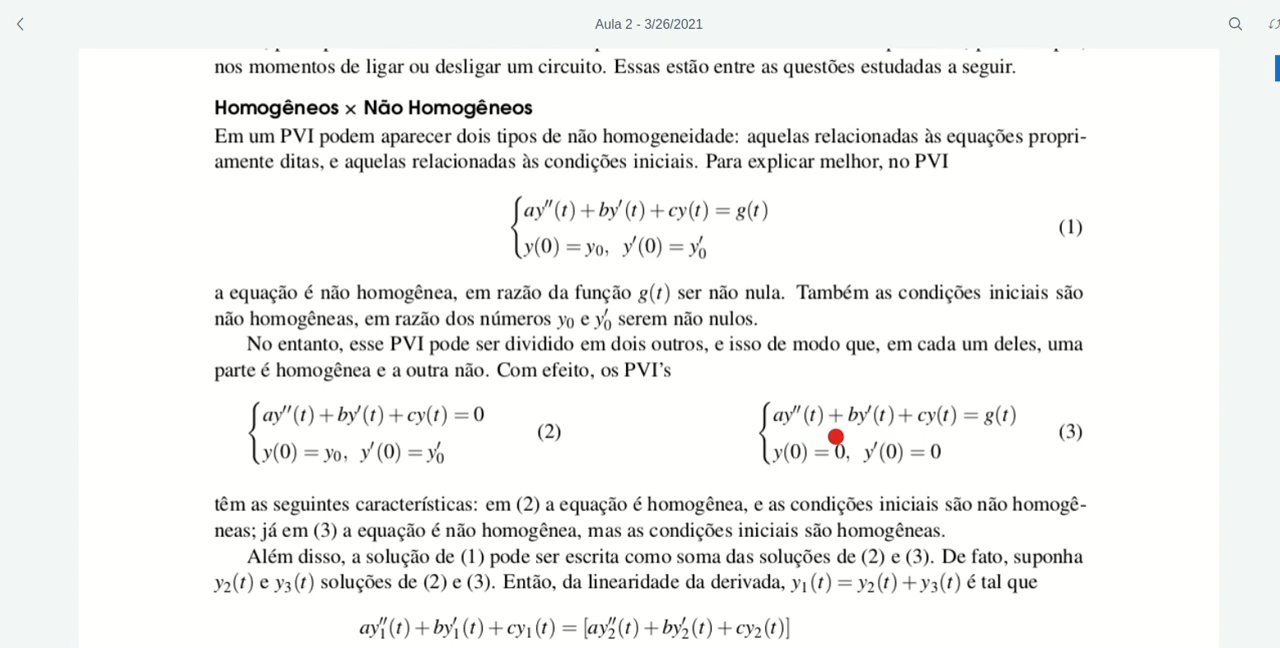 Aula 2 - 3/26/2021
nos momentos de ligar ou desligar um circuito. Essas estão entre as questões estudadas a seguir.
Homogêneos × Não Homogêneos
Em um PVI podem aparecer dois tipos de não homogeneidade: aquelas relacionadas às equações propri-
amente ditas, e aquelas relacionadas às condições iniciais. Para explicar melhor, no PVI
ay″(t) + by′(t) + cy(t) = g(t)
y(0) = y₀, y′(0) = y′₀ (1)
a equação é não homogênea, em razão da função g(t) ser não nula. Também as condições iniciais são
não homogêneas, em razão dos números y₀ e y′₀ serem não nulos.
No entanto, esse PVI pode ser dividido em dois outros, e isso de modo que, em cada um deles, uma
parte é homogênea e a outra não. Com efeito, os PVI's
ay″(t) + by′(t) + cy(t) = 0
y(0) = y₀, y′(0) = y′₀ (2)
ay″(t) + by′(t) + cy(t) = g(t)
y(0) = 0, y′(0) = 0 (3)
têm as seguintes características: em (2) a equação é homogênea, e as condições iniciais são não homogê-
neas; já em (3) a equação é não homogênea, mas as condições iniciais são homogêneas.
Além disso, a solução de (1) pode ser escrita como soma das soluções de (2) e (3). De fato, suponha
y₂(t) e y₃(t) soluções de (2) e (3). Então, da linearidade da derivada, y₁(t) = y₂(t) + y₃(t) é tal que
ay₁″(t) + by₁′(t) + cy₁(t) = [ay₂″(t) + by₂′(t) + cy₂(t)]